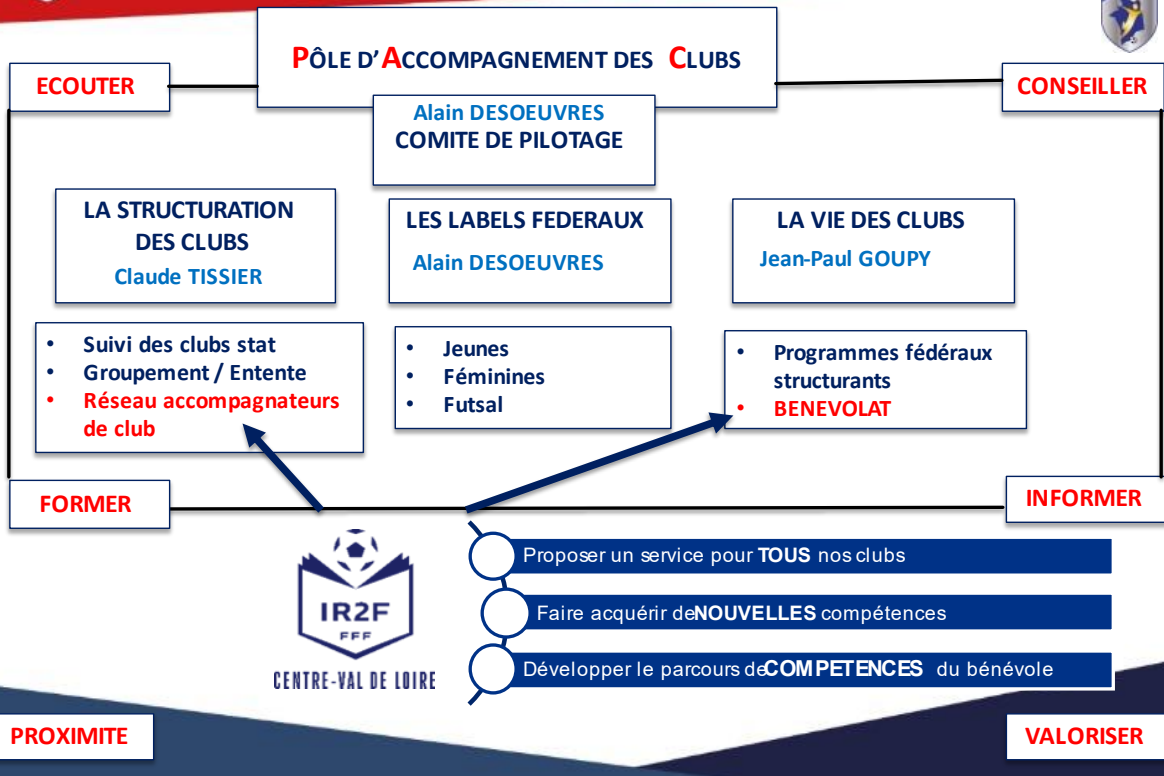 PÔLE D'ACCOMPAGNEMENT DES CLUBS
ECOUTER
CONSEILLER
Alain DESOEUVRES
COMITE DE PILOTAGE
LA STRUCTURATION
DES CLUBS
Claude TISSIER
LES LABELS FEDERAUX
Alain DESOEUVRES
LA VIE DES CLUBS
Jean-Paul GOUPY
• Suivi des clubs stat
• Groupement / Entente
• Réseau accompagnateurs
de club
• Jeunes
• Féminines
• Futsal
• Programmes fédéraux
structurants
• BENEVOLAT
FORMER
INFORMER
IR2F
FFF
CENTRE-VAL DE LOIRE
Proposer un service pour TOUS nos clubs
Faire acquérir deNOUVELLES compétences
Développer le parcours deCOMPETENCES du bénévole
PROXIMITE
VALORISER